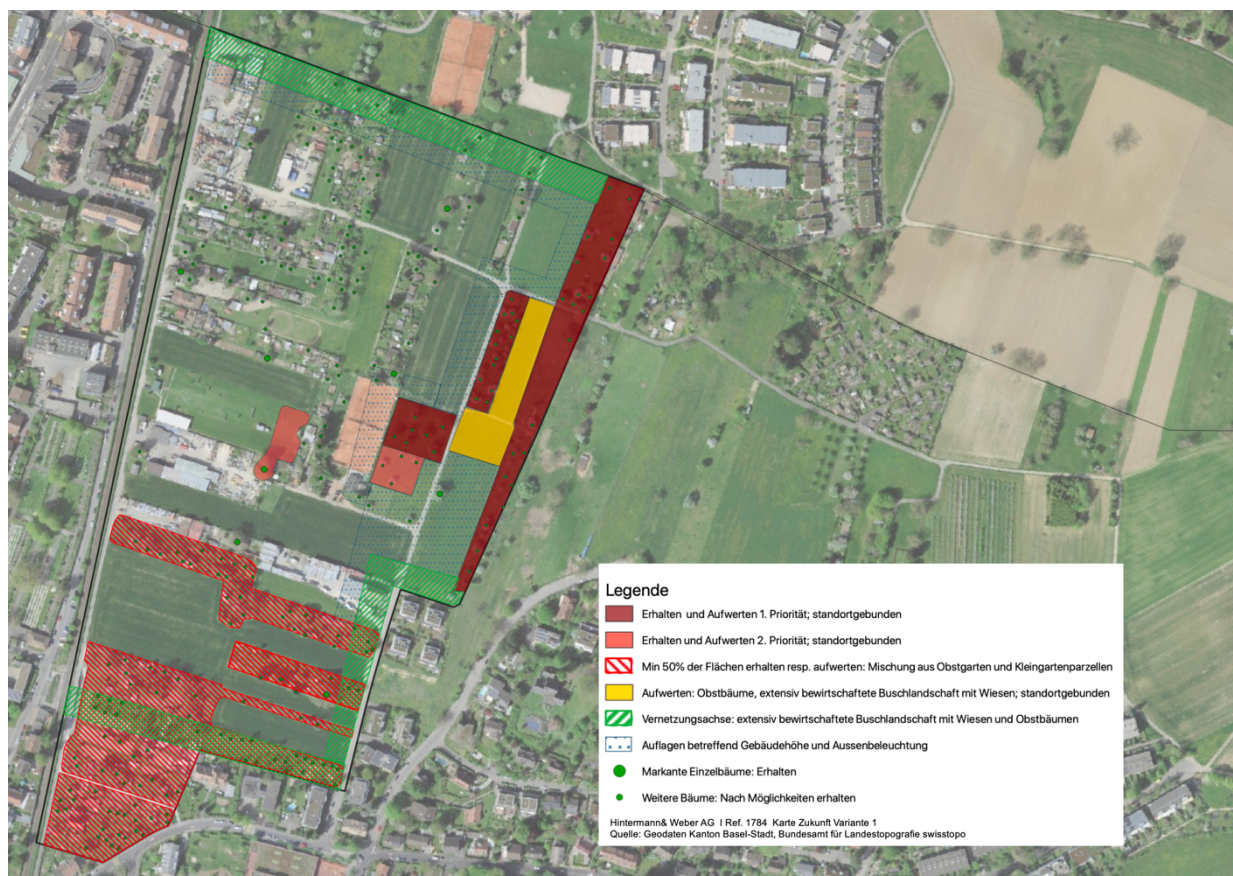 Legende
Erhalten und Aufwerten 1. Priorität; standortgebunden
Erhalten und Aufwerten 2. Priorität; standortgebunden
Min 50% der Flächen erhalten resp. aufwerten: Mischung aus Obstgarten und Kleingartenparzellen
Aufwerten: Obstbäume, extensiv bewirtschaftete Buschlandschaft mit Wiesen; standortgebunden
Vernetzungsachse: extensiv bewirtschaftete Buschlandschaft mit Wiesen und Obstbäumen
Auflagen betreffend Gebäudehöhe und Aussenbeleuchtung
Markante Einzelbäume: Erhalten
Weitere Bäume: Nach Möglichkeiten erhalten
Hintermann& Weber AG I Ref. 1784 Karte Zukunft Variante 1
Quelle: Geodaten Kanton Basel-Stadt, Bundesamt für Landestopografie swisstopo